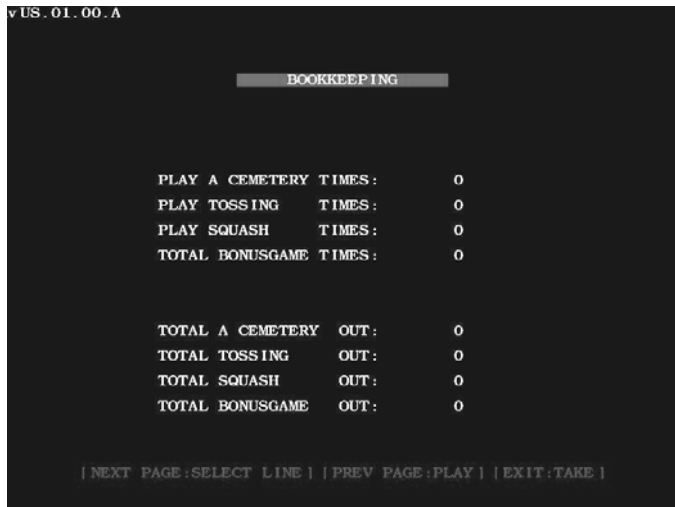 vUS.01.00.A
BOOKKEEPING
PLAY A CEMETERY TIMES: 0
PLAY TOSSING TIMES: 0
PLAY SQUASH TIMES: 0
TOTAL BONUSGAME TIMES: 0
TOTAL A CEMETERY OUT: 0
TOTAL TOSSING OUT: 0
TOTAL SQUASH OUT: 0
TOTAL BONUSGAME OUT: 0
[NEXT PAGE:SELECT LINE] [PREV PAGE:PLAY] [EXIT:TAKE]